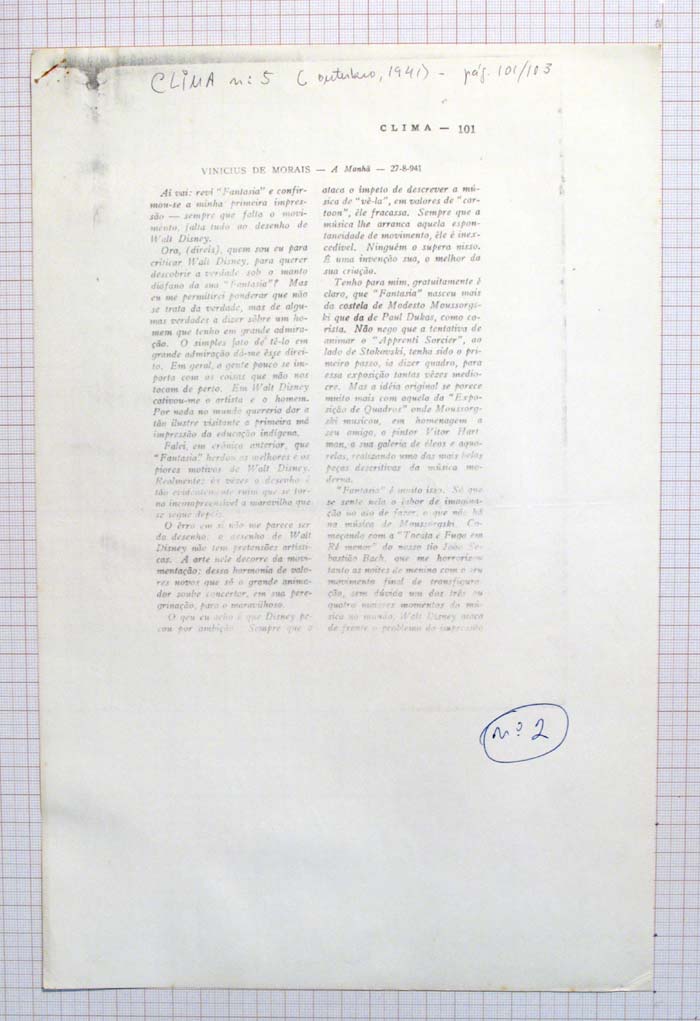 CLIMA n: 5 (outubro, 1941) - pág. 101/103
CLIMA — 101
VINICIUS DE MORAIS — A Manhã — 27-8-941
Aí vai: revi "Fantasia" e confir-
mou-se a minha primeira impres-
são — sempre que falta o movi-
mento, falta tudo ao desenho de
Walt Disney.
Ora, (direis), quem sou eu para
criticar Walt Disney, para querer
descobrir a verdade sob o manto
diáfano da sua "Fantasia"? Mas
eu me permitirei ponderar que não
se trata da verdade, mas de algu-
mas verdades a dizer sôbre um ho-
mem que tenho em grande admira-
ção. O simples fato de tê-lo em
grande admiração dá-me êsse direi-
to. Em geral, a gente pouco se im-
porta com as coisas que não nos
tocam de perto. Em Walt Disney
cativou-me o artista e o homem.
Por nada no mundo quereria dar a
tão ilustre visitante a primeira má
impressão da educação indígena.
Falei, em crônica anterior, que
"Fantasia" herdou os melhores e os
piores motivos de Walt Disney.
Realmente: às vêzes o desenho é
tão evidentemente ruim que se tor-
na incompreensível a maravilha que
se segue depois.
O êrro em si não me parece ser
do desenho, o desenho de Walt
Disney não tem pretensões artísti-
cas. A arte nele decorre da movi-
mentação; dessa harmonia de valo-
res novos que só o grande anima-
dor soube concertar, em sua pere-
grinação, para o maravilhoso.
O qeu eu acho é que Disney pe-
cou por ambição. Sempre que o
ataca o ímpeto de descrever a mú-
sica de "vê-la", em valores de "car-
toon", êle fracassa. Sempre que a
música lhe arranca aquela espon-
taneidade de movimento, êle é inex-
cedível. Ninguém o supera nisso.
É uma invenção sua, o melhor da
sua criação.
Tenho para mim, gratuitamente é
claro, que "Fantasia" nasceu mais
da costela de Modesto Moussorgs-
ki que da de Paul Dukas, como co-
rista. Não nego que a tentativa de
animar o "Apprenti Sorcier", ao
lado de Stokovski, tenha sido o pri-
meiro passo, ia dizer quadro, para
essa exposição tantas vêzes medío-
cre. Mas a idéia original se parece
muito mais com aquela da "Expo-
sição de Quadros" onde Moussorg-
ski musicou, em homenagem a
seu amigo, o pintor Vitor Hart-
man, a sua galeria de óleos e aqua-
relas, realizando uma das mais belas
peças descritivas da música mo-
derna.
"Fantasia" é muito isso. Só que
se sente nela o labor de imagina-
ção no ato de fazer, o que não há
na música de Moussorgski. Co-
meçando com a "Tocata e Fuga em
Ré menor" do nosso tio João Se-
bastião Bach, que me horrorizou
tanto as noites de menino com o seu
movimento final de transfigura-
ção, sem dúvida um dos três ou
quatro maiores momentos da mú-
sica no mundo, Walt Disney ataca
de frente o problema da impressão
nº 2